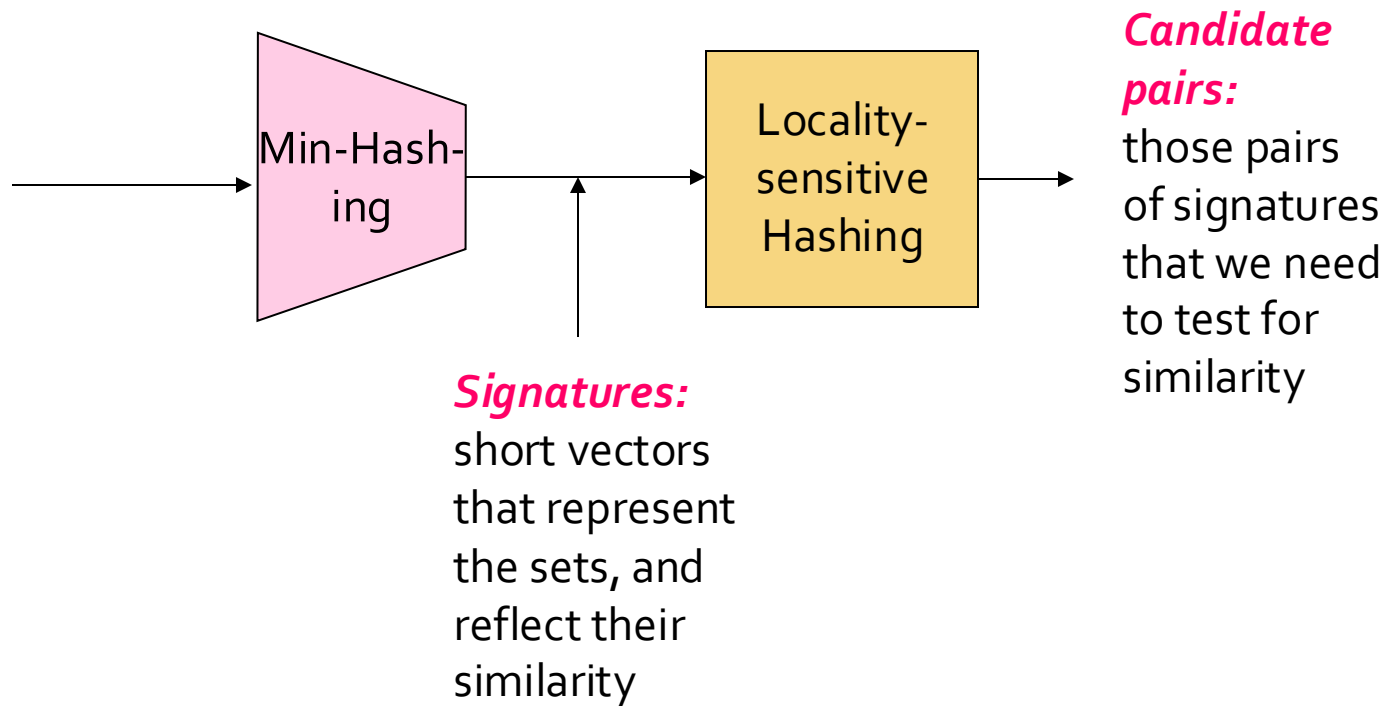 Min-Hash-
ing
Locality-
sensitive
Hashing
Candidate
pairs:
those pairs
of signatures
that we need
to test for
similarity
Signatures:
short vectors
that represent
the sets, and
reflect their
similarity